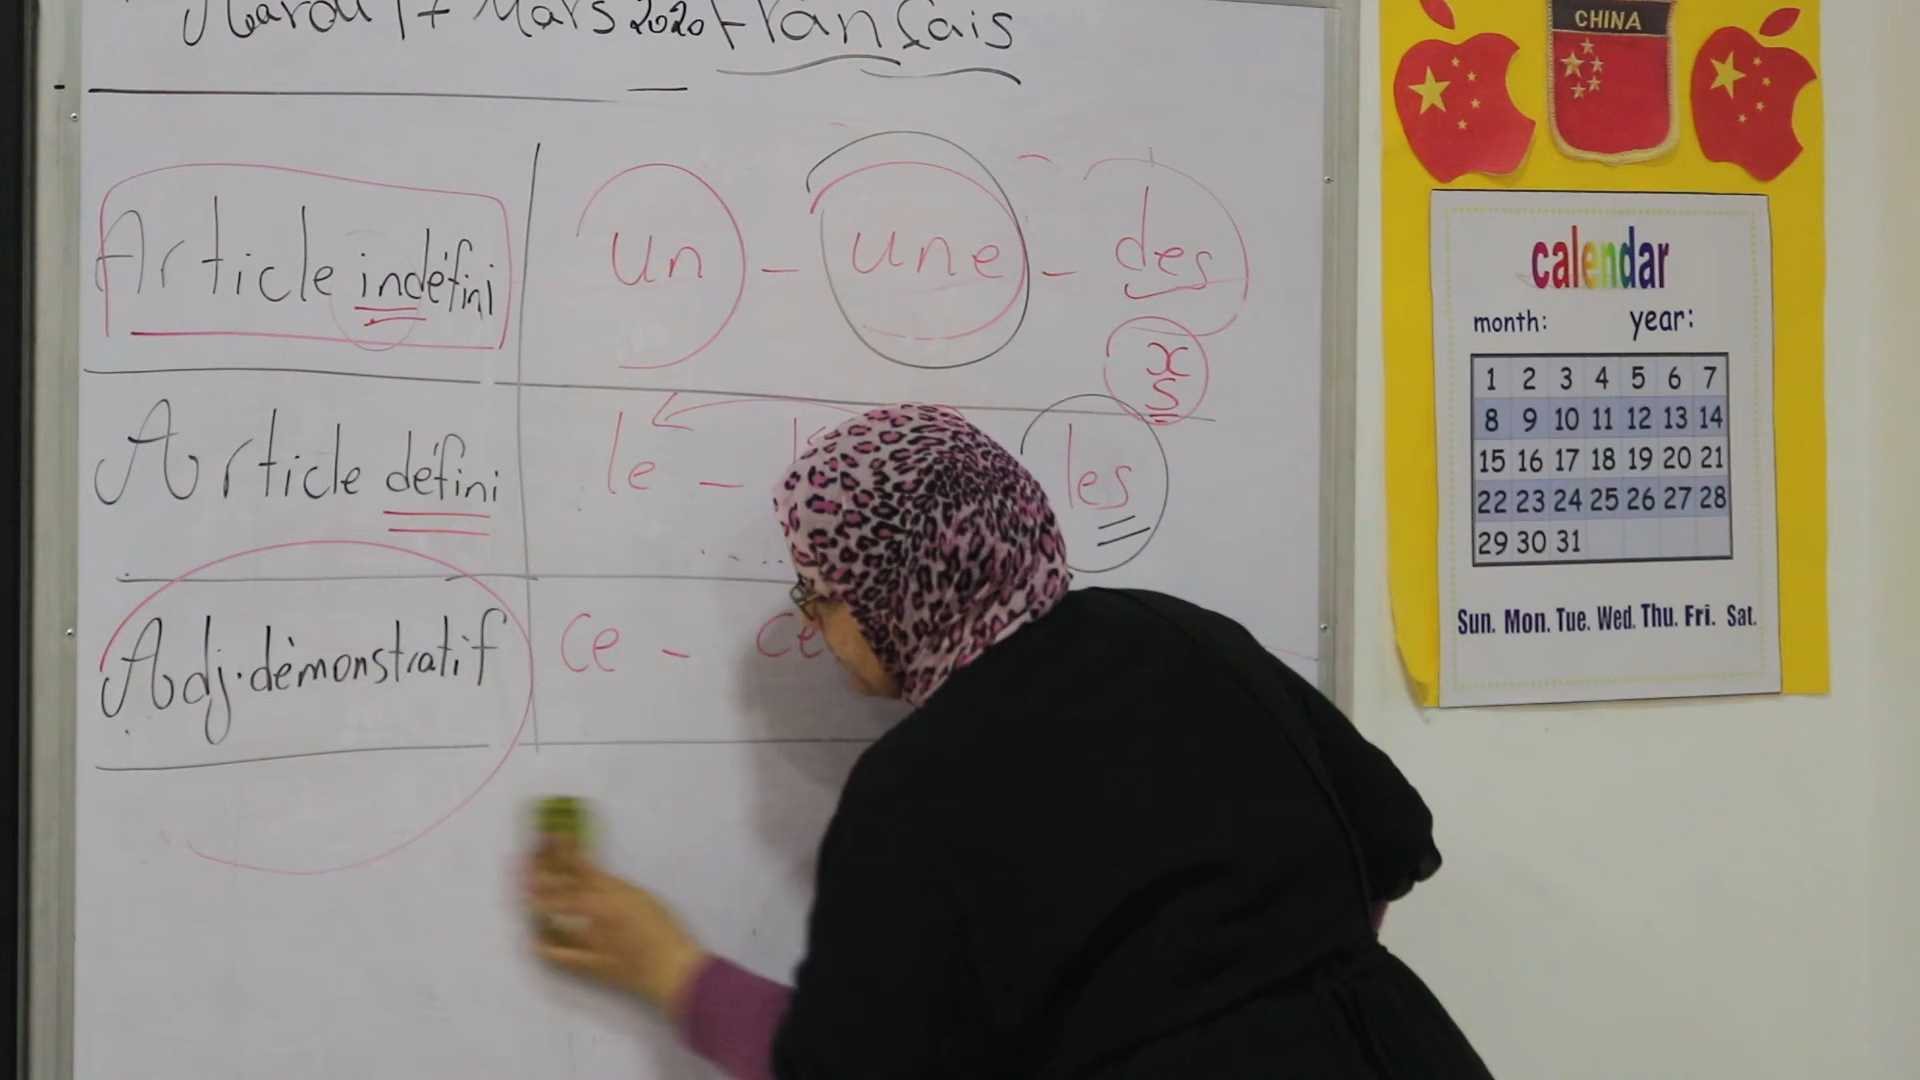 Mardi 17 Mars 2020 Français
Article indéfini un - une - des
x
s
Article défini le - les
Adj. démonstratif ce - ce
CHINA
calendar
month: year:
1 2 3 4 5 6 7
8 9 10 11 12 13 14
15 16 17 18 19 20 21
22 23 24 25 26 27 28
29 30 31
Sun. Mon. Tue. Wed. Thu. Fri. Sat.